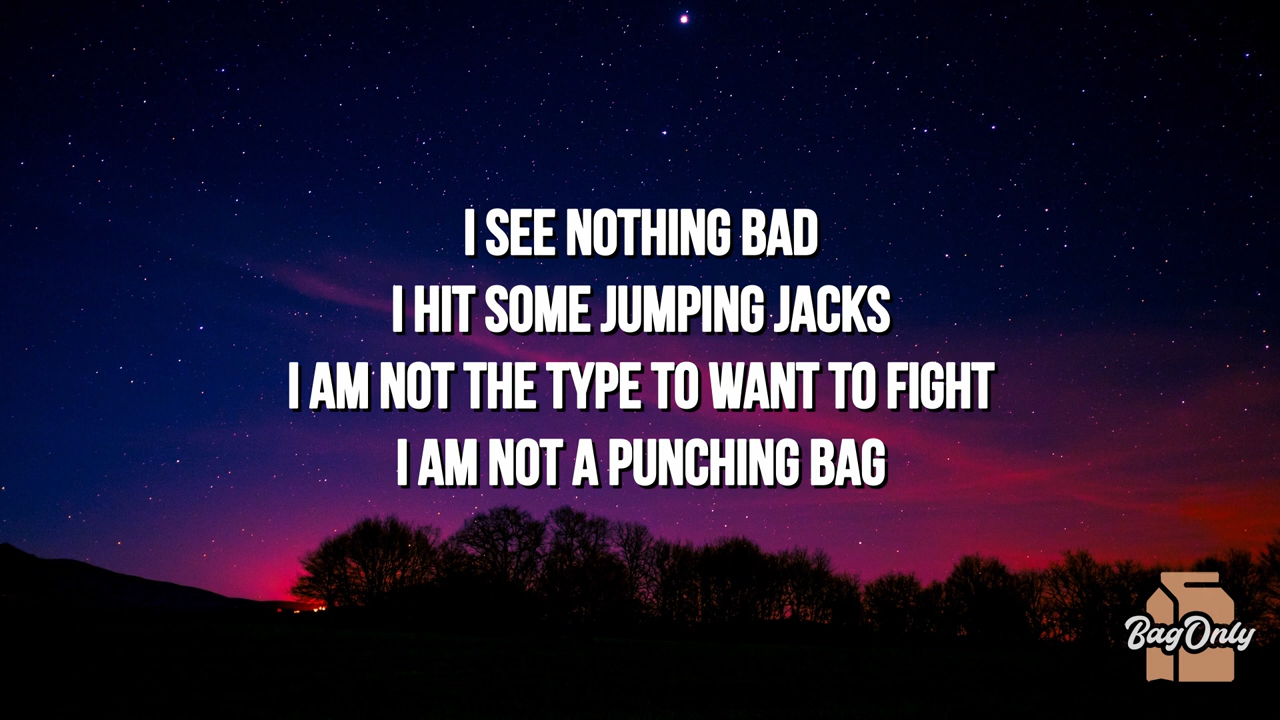 I SEE NOTHING BAD
I HIT SOME JUMPING JACKS
I AM NOT THE TYPE TO WANT TO FIGHT
I AM NOT A PUNCHING BAG
BagOnly